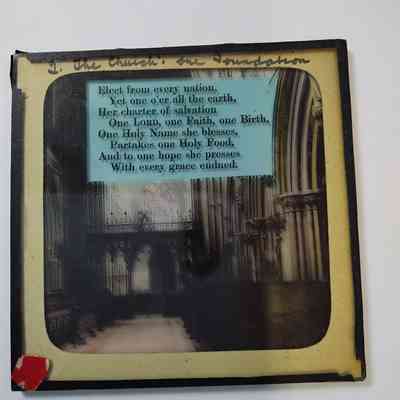 2. The Church's one Foundation
Elect from every nation,
Yet one o'er all the earth,
Her charter of salvation
One LORD, one Faith, one Birth,
One Holy Name she blesses,
Partakes one Holy Food,
And to one hope she presses
With every grace endued.